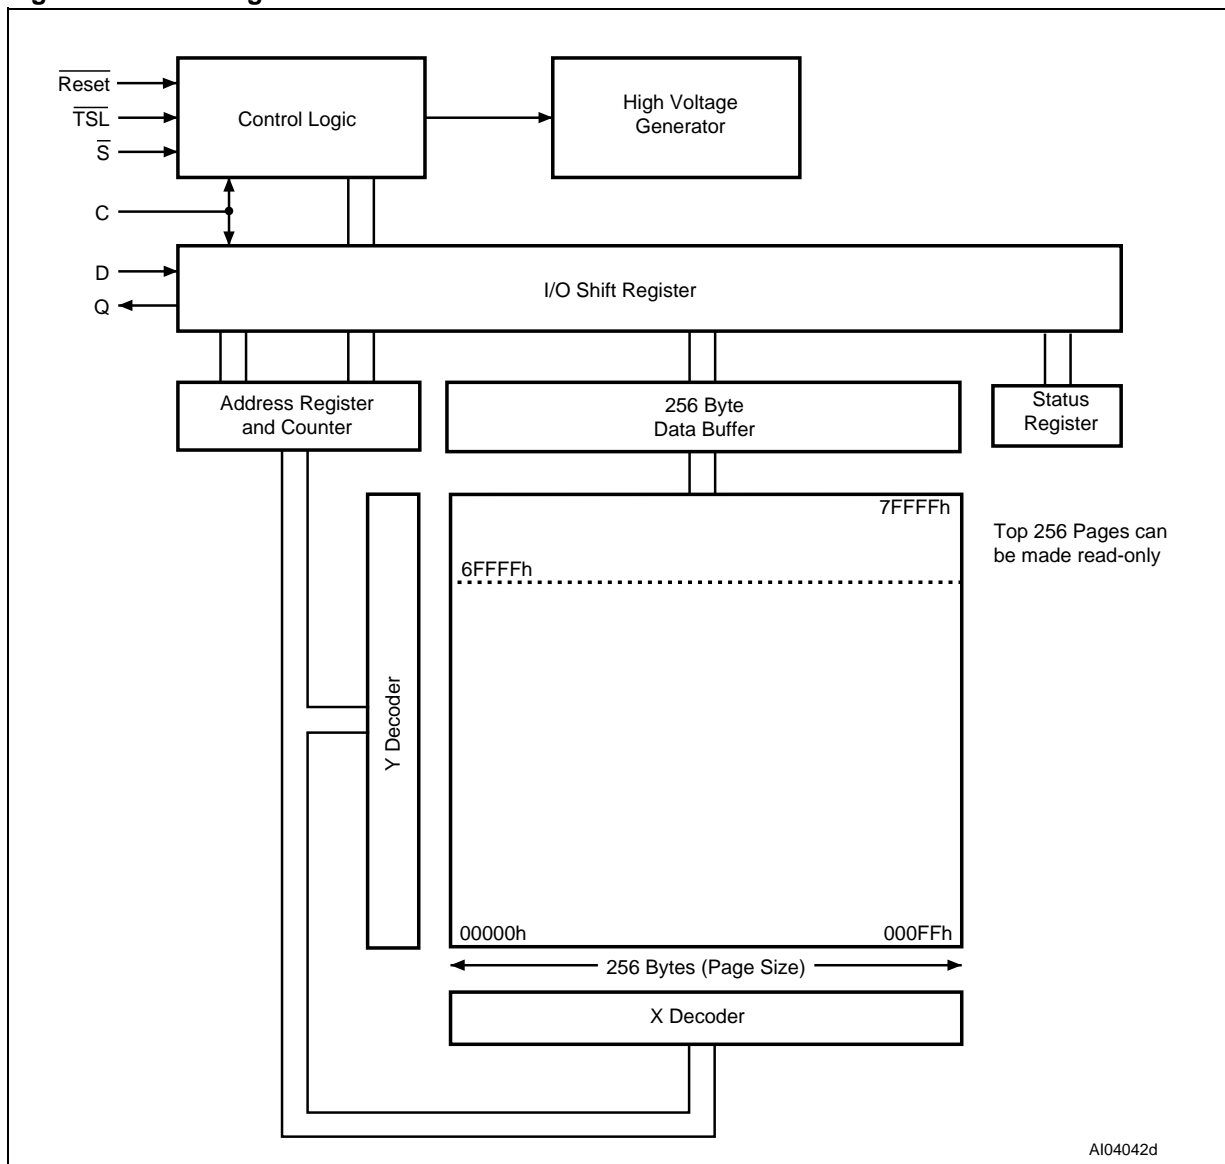 Reset
TSL
S
C
D
Q
Control Logic
High Voltage
Generator
I/O Shift Register
Address Register
and Counter
256 Byte
Data Buffer
Status
Register
7FFFFh
6FFFFh
Top 256 Pages can
be made read-only
Y Decoder
00000h
000FFh
256 Bytes (Page Size)
X Decoder
AI04042d